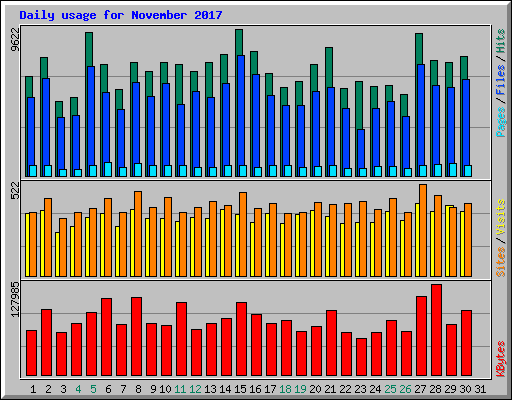 Daily usage for November 2017
9622
Pages / Files / Hits
522
Sites / Visits
127985
KBytes
1 2 3 4 5 6 7 8 9 10 11 12 13 14 15 16 17 18 19 20 21 22 23 24 25 26 27 28 29 30 31